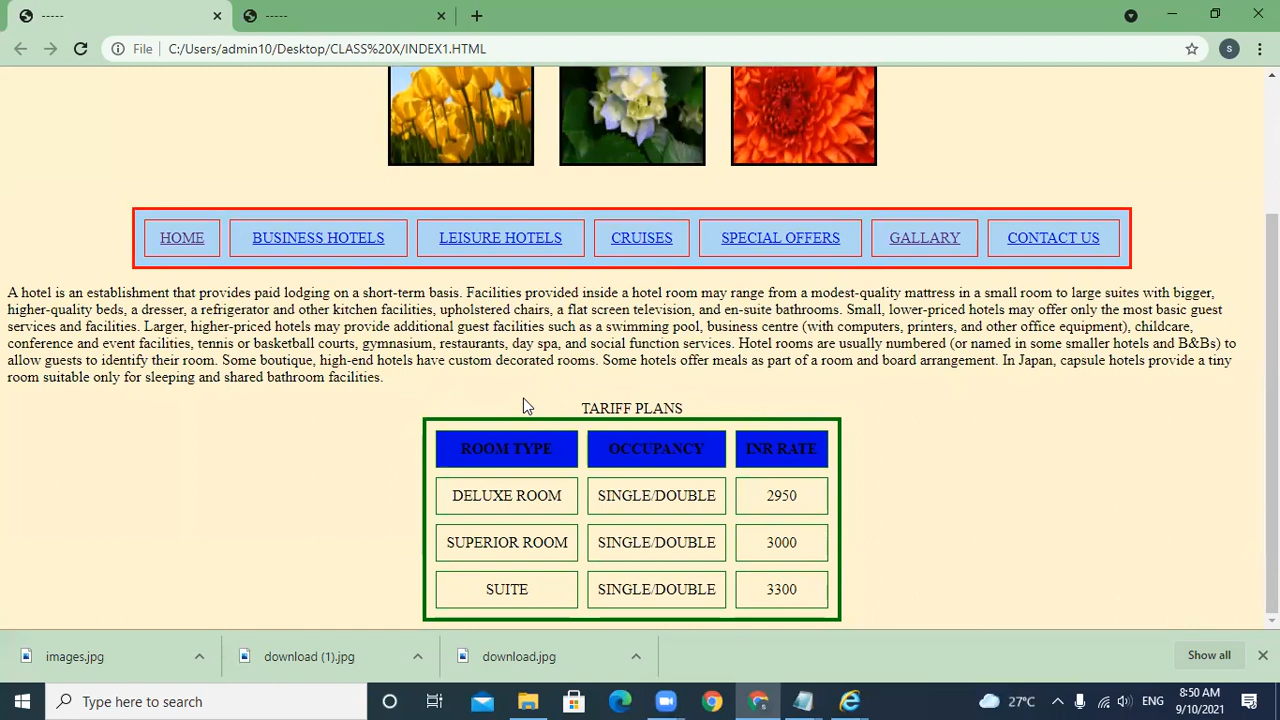 -----
-----
File
C:/Users/admin10/Desktop/CLASS%20X/INDEX1.HTML
S
HOME BUSINESS HOTELS LEISURE HOTELS CRUISES SPECIAL OFFERS GALLARY CONTACT US
A hotel is an establishment that provides paid lodging on a short-term basis. Facilities provided inside a hotel room may range from a modest-quality mattress in a small room to large suites with bigger,
higher-quality beds, a dresser, a refrigerator and other kitchen facilities, upholstered chairs, a flat screen television, and en-suite bathrooms. Small, lower-priced hotels may offer only the most basic guest
services and facilities. Larger, higher-priced hotels may provide additional guest facilities such as a swimming pool, business centre (with computers, printers, and other office equipment), childcare,
conference and event facilities, tennis or basketball courts, gymnasium, restaurants, day spa, and social function services. Hotel rooms are usually numbered (or named in some smaller hotels and B&Bs) to
allow guests to identify their room. Some boutique, high-end hotels have custom decorated rooms. Some hotels offer meals as part of a room and board arrangement. In Japan, capsule hotels provide a tiny
room suitable only for sleeping and shared bathroom facilities.
TARIFF PLANS
ROOM TYPE OCCUPANCY INR RATE
DELUXE ROOM SINGLE/DOUBLE 2950
SUPERIOR ROOM SINGLE/DOUBLE 3000
SUITE SINGLE/DOUBLE 3300
images.jpg
download (1).jpg
download.jpg
Show all
Type here to search
27°C
ENG
8:50 AM
9/10/2021